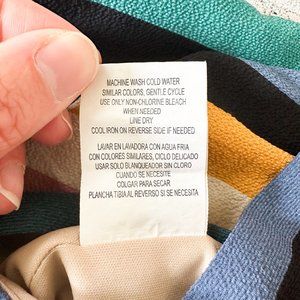 MACHINE WASH COLD WATER
SIMILAR COLORS, GENTLE CYCLE
USE ONLY NON-CHLORINE BLEACH
WHEN NEEDED
LINE DRY
COOL IRON ON REVERSE SIDE IF NEEDED
LAVAR EN LAVADORA CON AGUA FRIA
CON COLORES SIMILARES, CICLO DELICADO
USAR SOLO BLANQUEADOR SIN CLORO
CUANDO SE NECESITE
COLGAR PARA SECAR
PLANCHA TIBIA AL REVERSO SI SE NECESITA